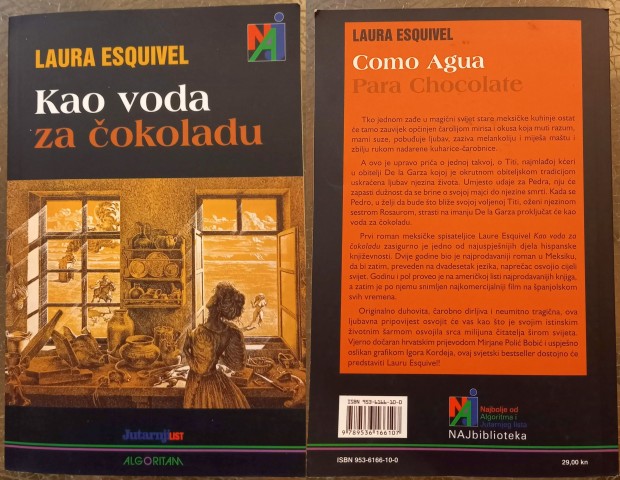 LAURA ESQUIVEL
NAJ
Kao voda
za čokoladu
Jutarnji LIST
ALGORITAM
LAURA ESQUIVEL
Como Agua
Para Chocolate
Tko jednom zađe u magični svijet stare meksičke kuhinje ostat
će tamo zauvijek općinjen čarolijom mirisa i okusa koja muti razum,
mami suze, pobuđuje ljubav, zaziva melankoliju i miješa maštu i
zbilju rukom nadarene kuharice-čarobnice. . .
A ovo je upravo priča o jednoj takvoj, o Titi, najmlađoj kćeri
u obitelji De la Garza kojoj je okrutnom obiteljskom tradicijom
uskraćena ljubav njezina života. Umjesto udaje za Pedra, nju će
zapasti dužnost da se brine o svojoj majci do njezine smrti. Kada se
Pedro, u želji da bude što bliže svojoj voljenoj Titi, oženi njezinom
sestrom Rosaurom, strasti na imanju De la Garza proključat će kao
voda za čokoladu.
Prvi roman meksičke spisateljice Laure Esquivel Kao voda za
čokoladu zasigurno je jedno od najuspješnijih djela hispanske
književnosti. Dvije godine bio je najprodavaniji roman u Meksiku,
da bi zatim, preveden na dvadesetak jezika, naprečac osvojio cijeli
svijet. Godinu i pol proveo je na američkoj listi najprodavanijih knjiga,
a zatim je po njemu snimljen najkomercijalniji film na španjolskom
svih vremena.
Originalno duhovita, čarobno dirljiva i neumitno tragična, ova
ljubavna pripovijest osvojit će vas kao što je svojim istinskim
životnim šarmom osvojila srca milijuna čitatelja širom svijeta.
Vjerno dočaran hrvatskim prijevodom Mirjane Polić Bobić i uspješno
oslikan grafikom Igora Kordeja, ovaj svjetski bestseller dostojno će
predstaviti Lauru Esquivel!
ISBN 953-6166-10-0
9 789536 166107
NAJ
Najbolje od
Algoritma i
Jutarnjeg lista
NAJbiblioteka
ISBN 953-6166-10-0
29,00 kn